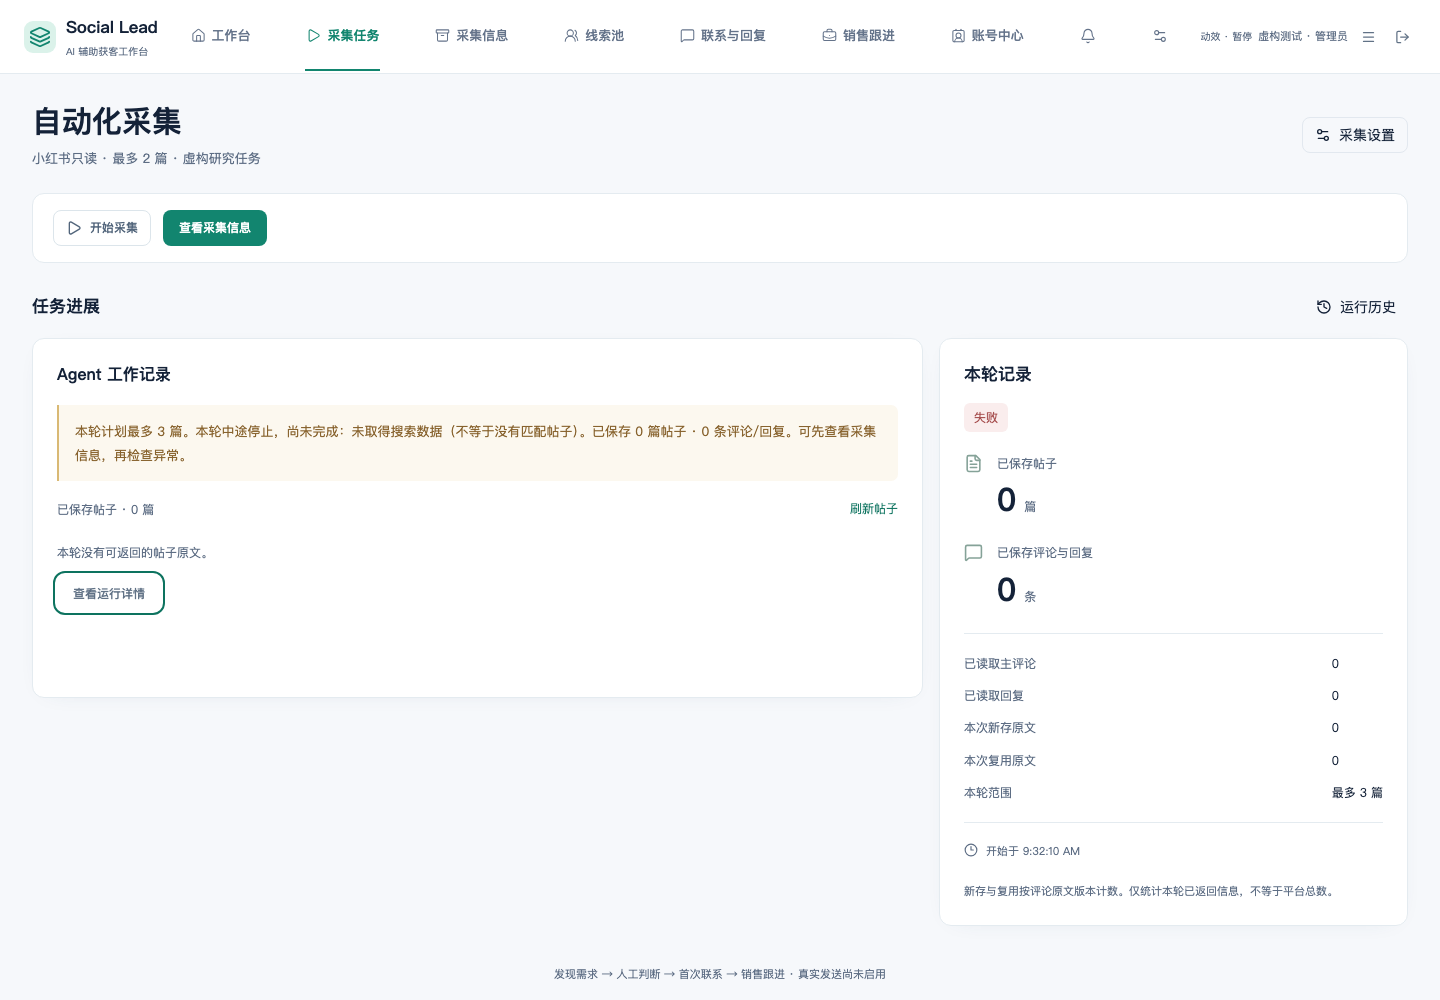 Social Lead
AI 辅助获客工作台
工作台
采集任务
采集信息
线索池
联系与回复
销售跟进
账号中心
动效 · 暂停 虚构测试 · 管理员
自动化采集
小红书只读 · 最多 2 篇 · 虚构研究任务
采集设置
开始采集
查看采集信息
任务进展
运行历史
Agent 工作记录
本轮计划最多 3 篇。本轮中途停止，尚未完成：未取得搜索数据（不等于没有匹配帖子）。已保存 0 篇帖子 · 0 条评论/回复。可先查看采集
信息，再检查异常。
已保存帖子 · 0 篇
刷新帖子
本轮没有可返回的帖子原文。
查看运行详情
本轮记录
失败
已保存帖子
0 篇
已保存评论与回复
0 条
已读取主评论 0
已读取回复 0
本次新存原文 0
本次复用原文 0
本轮范围 最多 3 篇
开始于 9:32:10 AM
新存与复用按评论原文版本计数。仅统计本轮已返回信息，不等于平台总数。
发现需求 → 人工判断 → 首次联系 → 销售跟进 · 真实发送尚未启用